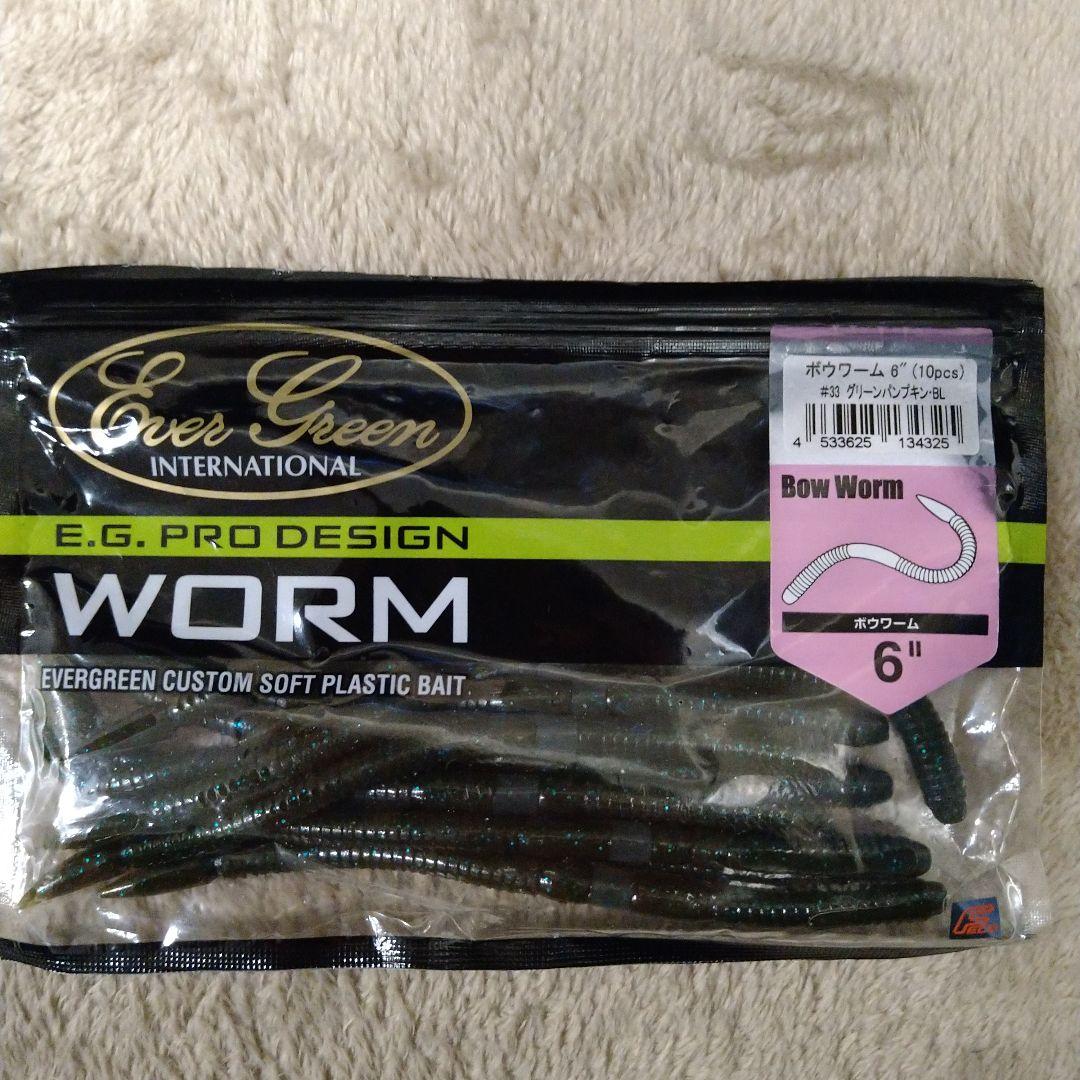 Ever Green
INTERNATIONAL
E.G. PRO DESIGN
WORM
EVERGREEN CUSTOM SOFT PLASTIC BAIT
ボウワーム 6″(10pcs)
#33 グリーンパンプキン・BL
4 533625 134325
Bow Worm
ボウワーム
6"